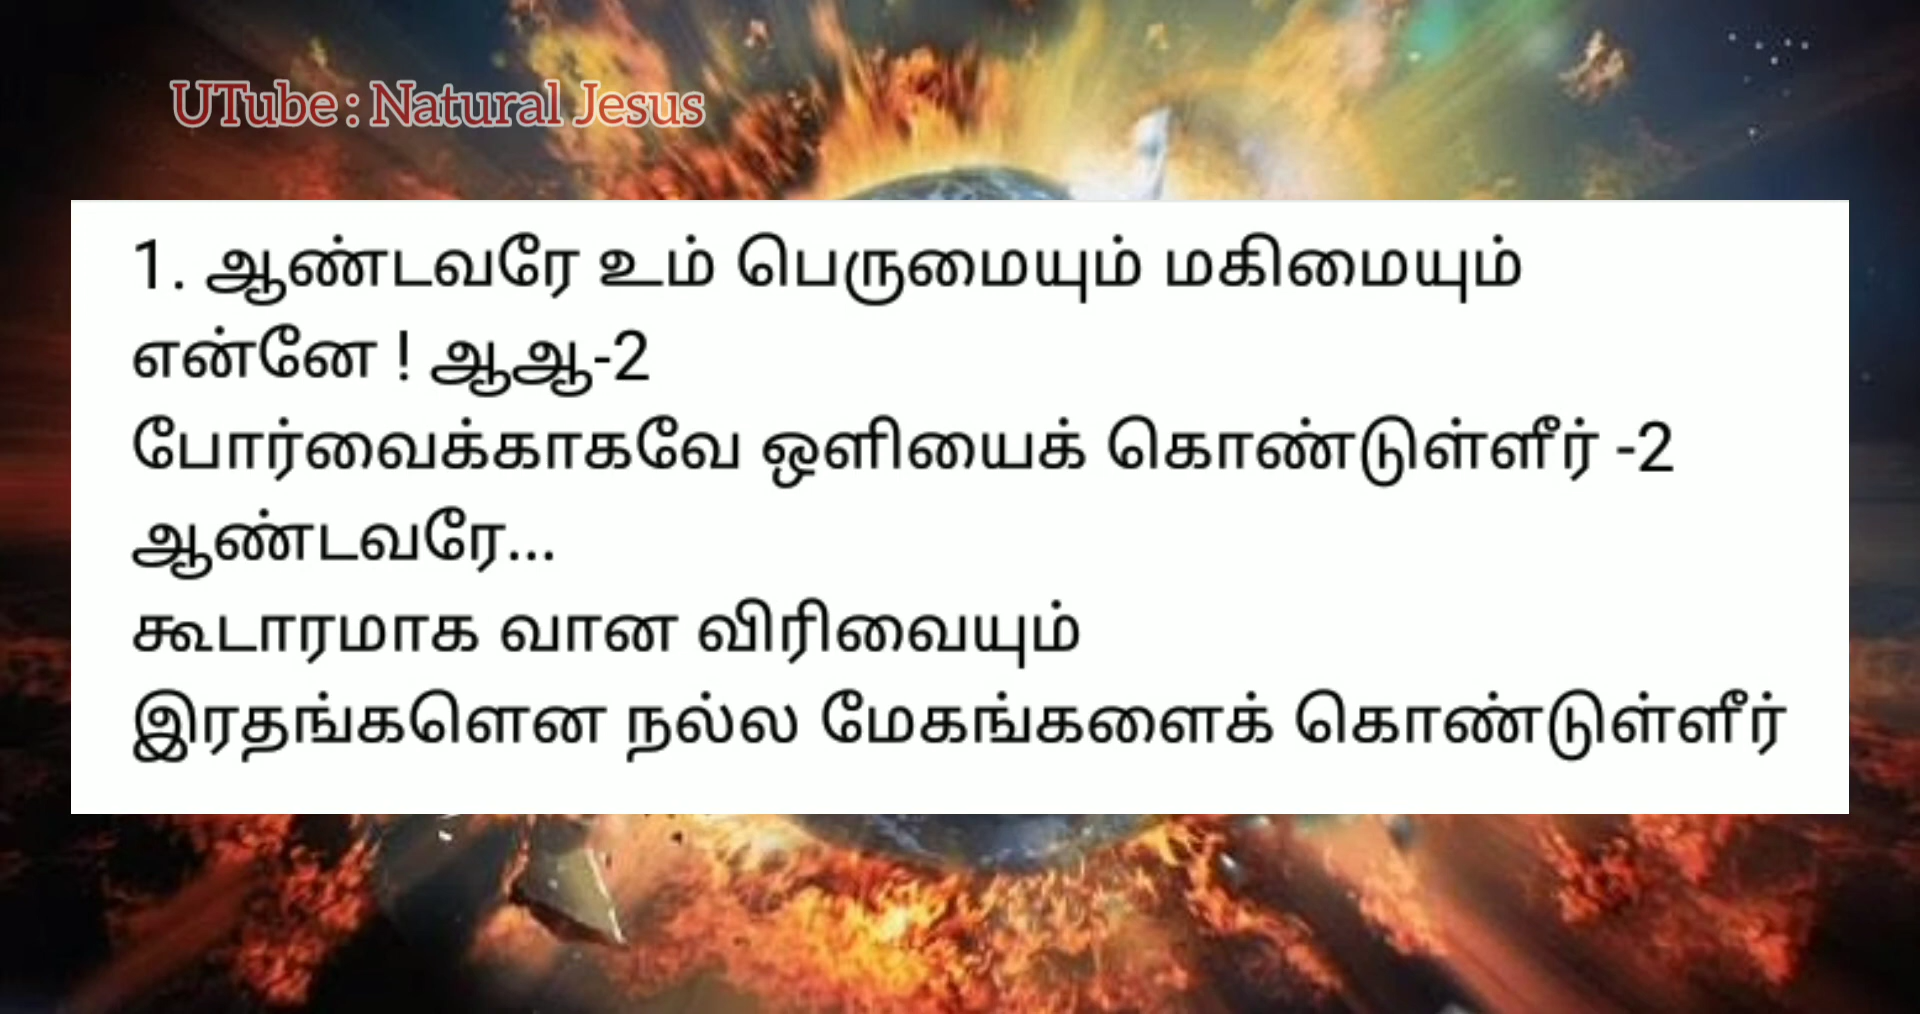 UTube : Natural Jesus
1. ஆண்டவரே உம் பெருமையும் மகிமையும்
என்னே ! ஆஆ-2
போர்வைக்காகவே ஒளியைக் கொண்டுள்ளீர் -2
ஆண்டவரே...
கூடாரமாக வான விரிவையும்
இரதங்களென நல்ல மேகங்களைக் கொண்டுள்ளீர்